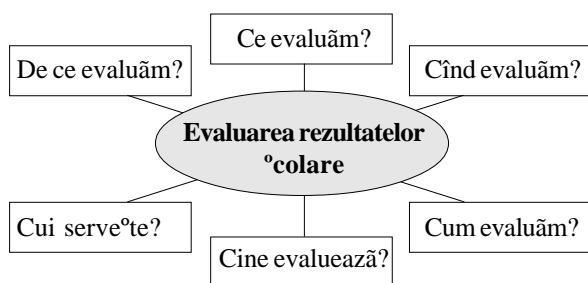 Ce evaluãm?
De ce evaluãm?
Cînd evaluãm?
Evaluarea rezultatelor
ºcolare
Cui serveºte?
Cum evaluãm?
Cine evalueazã?